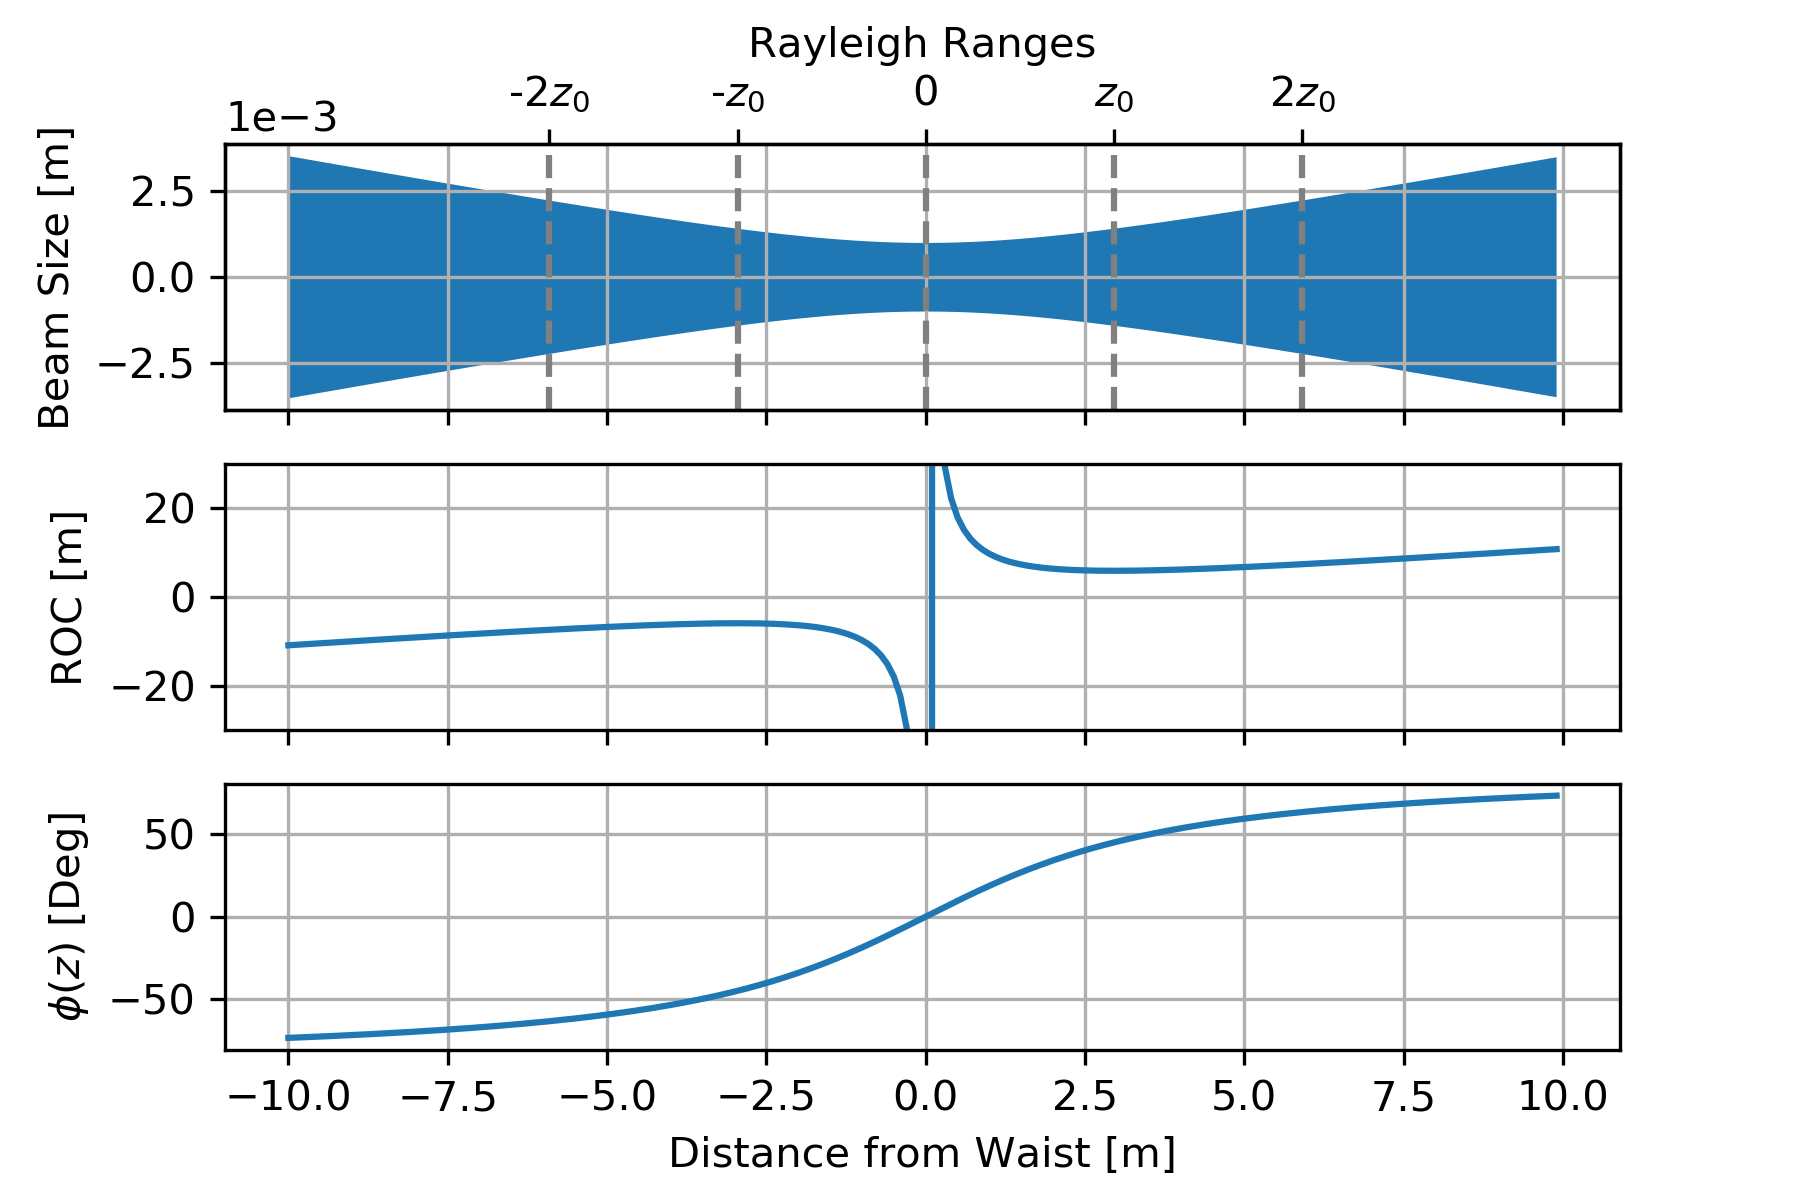 Rayleigh Ranges
-2z₀ -z₀ 0 z₀ 2z₀
1e−3
Beam Size [m]
2.5
0.0
−2.5
ROC [m]
20
0
−20
ϕ(z) [Deg]
50
0
−50
−10.0 −7.5 −5.0 −2.5 0.0 2.5 5.0 7.5 10.0
Distance from Waist [m]